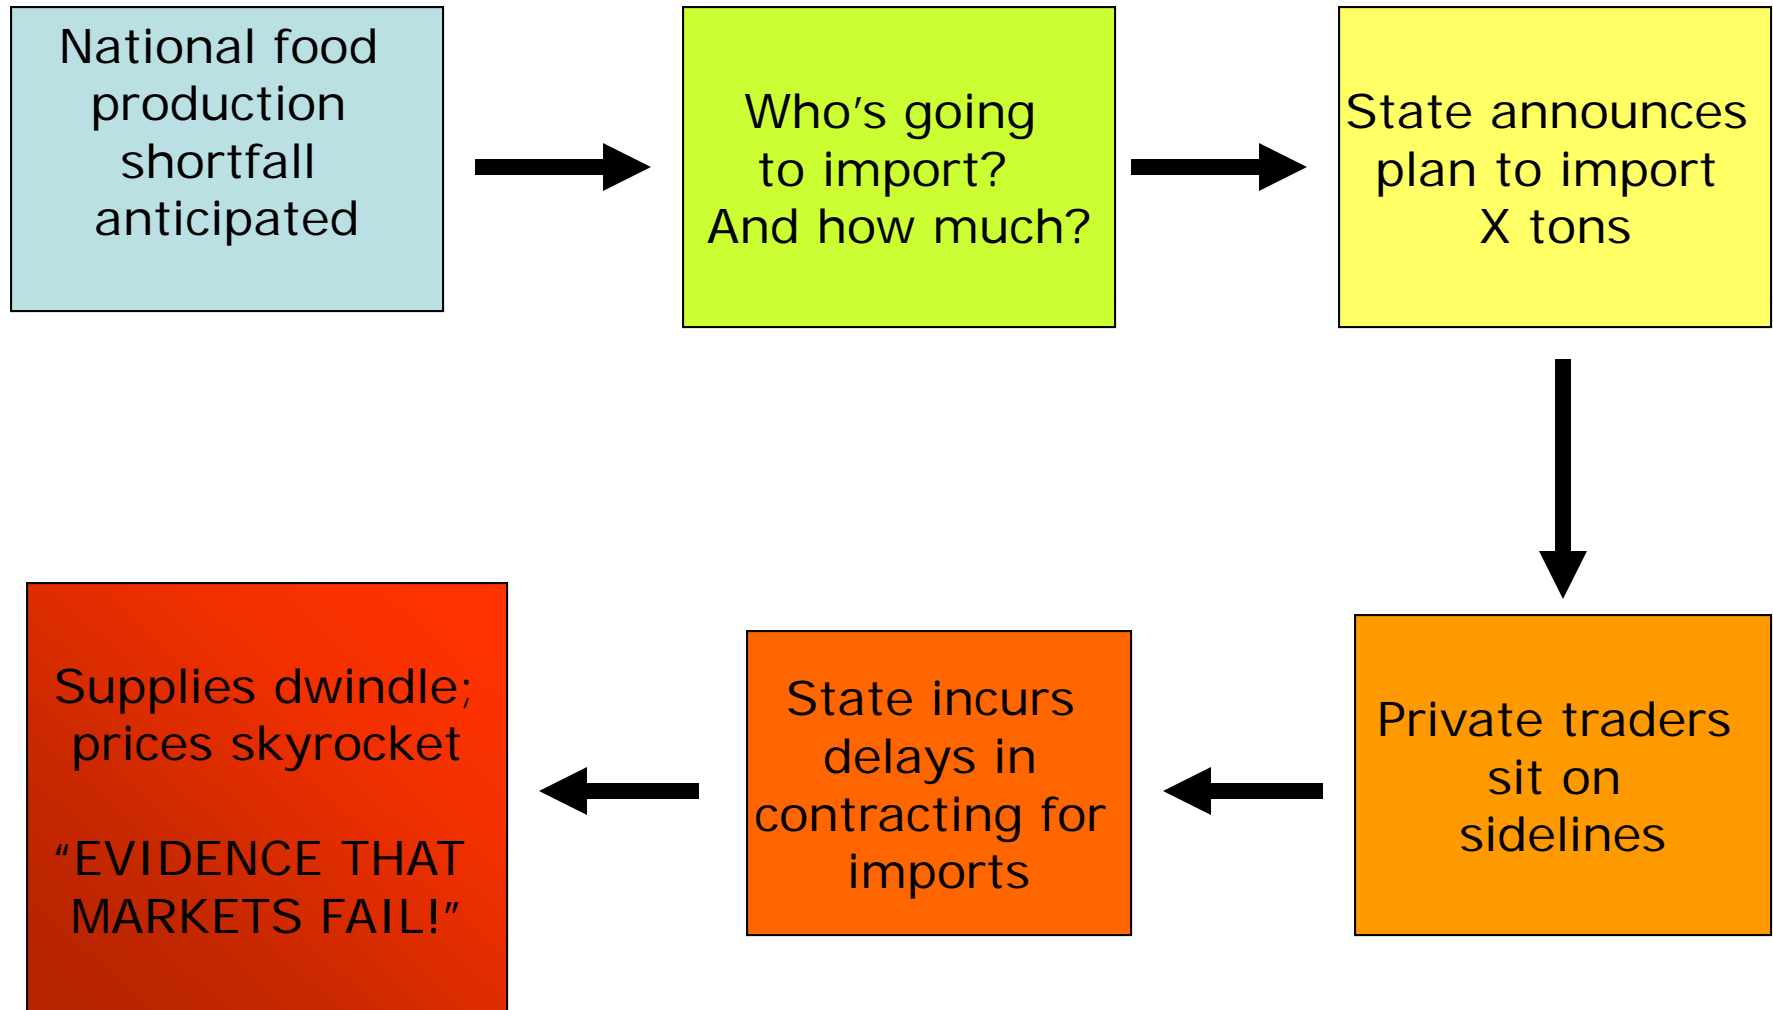 National food
production
shortfall
anticipated
Who's going
to import?
And how much?
State announces
plan to import
X tons
Private traders
sit on
sidelines
State incurs
delays in
contracting for
imports
Supplies dwindle;
prices skyrocket
“EVIDENCE THAT
MARKETS FAIL!”